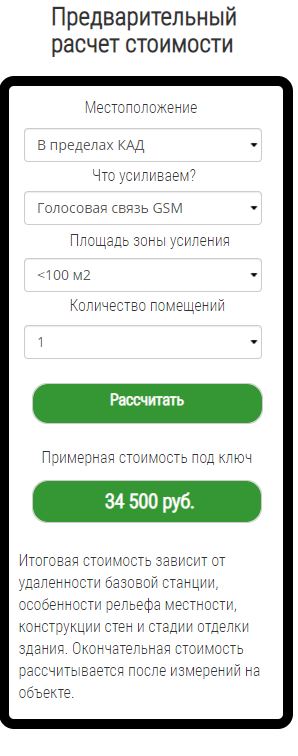 Предварительный
расчет стоимости
Местоположение
В пределах КАД
Что усиливаем?
Голосовая связь GSM
Площадь зоны усиления
<100 м2
Количество помещений
1
Рассчитать
Примерная стоимость под ключ
34 500 руб.
Итоговая стоимость зависит от
удаленности базовой станции,
особенности рельефа местности,
конструкции стен и стадии отделки
здания. Окончательная стоимость
рассчитывается после измерений на
объекте.